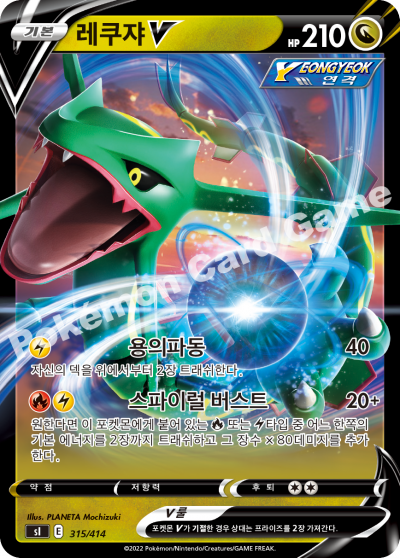 기본 레쿠쟈 V HP 210
YEONGYEOK
연격
Pokémon Card Game
용의파동 40
자신의 덱을 위에서부터 2장 트래쉬한다.
스파이럴 버스트 20+
원한다면 이 포켓몬에게 붙어 있는 또는 타입 중 어느 한쪽의
기본 에너지를 2장까지 트래쉬하고 그 장수 × 80데미지를 추가
한다.
약점 저항력 후퇴
V룰
Illus. PLANETA Mochizuki
포켓몬 V가 기절한 경우 상대는 프라이즈를 2장 가져간다.
sI E 315/414
©2022 Pokémon/Nintendo/Creatures/GAME FREAK.